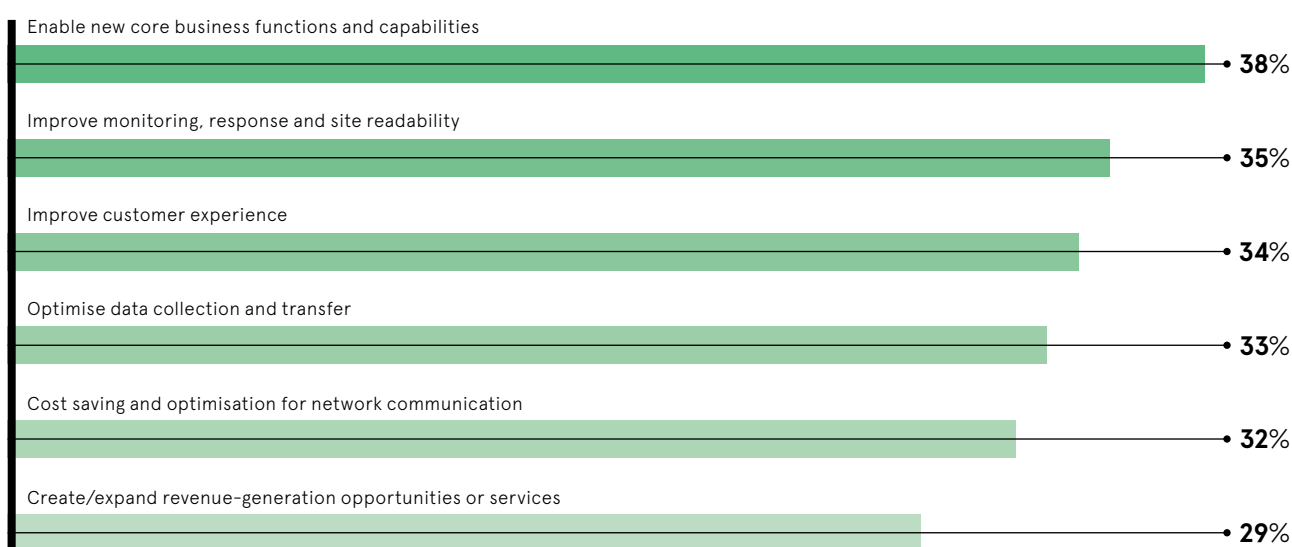 Enable new core business functions and capabilities
38%
Improve monitoring, response and site readability
35%
Improve customer experience
34%
Optimise data collection and transfer
33%
Cost saving and optimisation for network communication
32%
Create/expand revenue-generation opportunities or services
29%